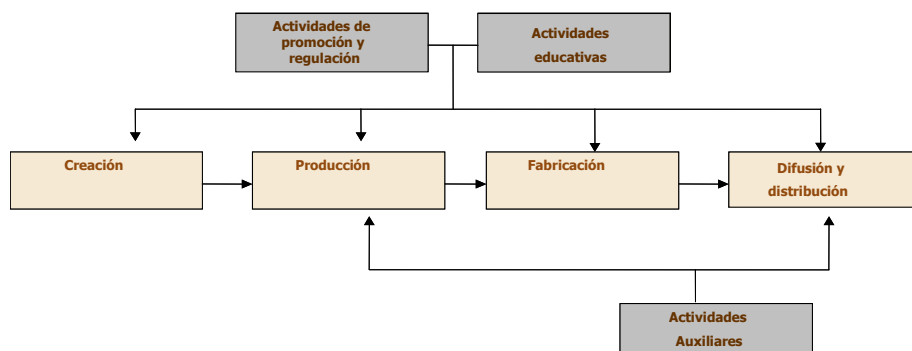 Actividades de
promoción y
regulación
Actividades
educativas
Creación
Producción
Fabricación
Difusión y
distribución
Actividades
Auxiliares